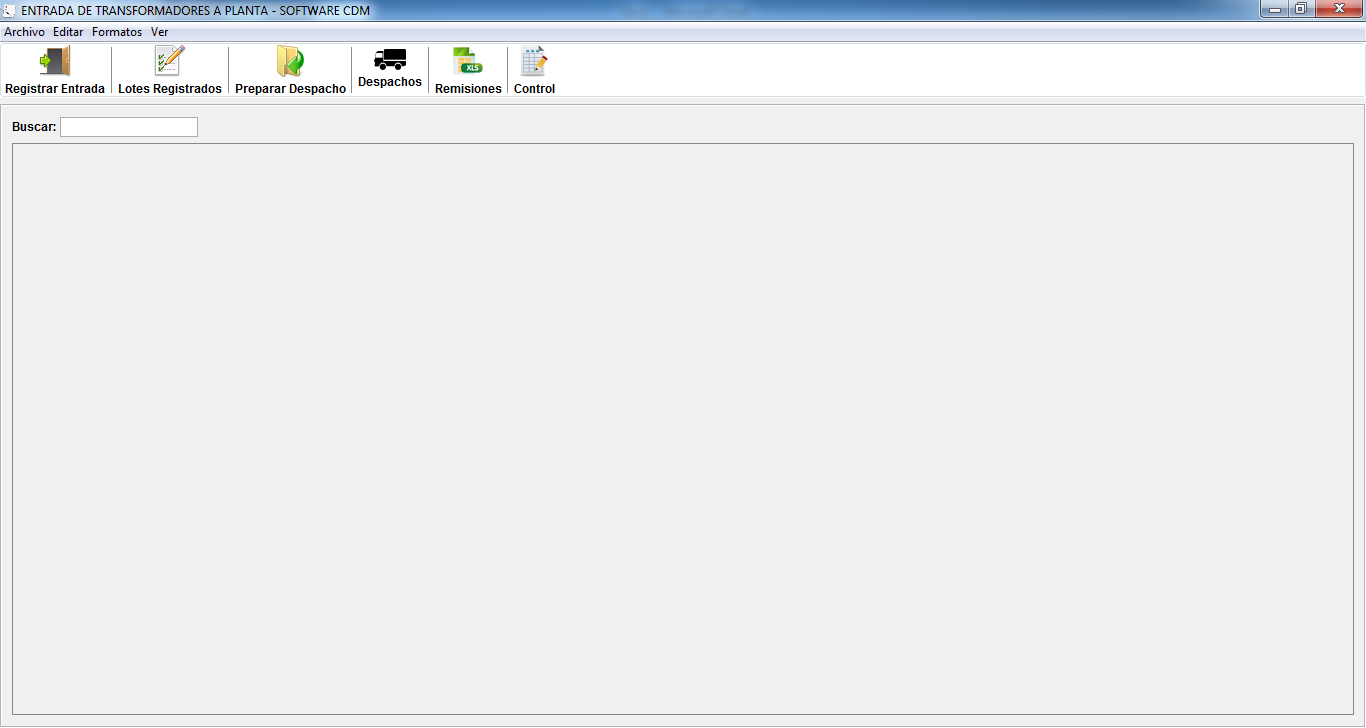 ENTRADA DE TRANSFORMADORES A PLANTA - SOFTWARE CDM
Archivo Editar Formatos Ver
XLS
Registrar Entrada Lotes Registrados Preparar Despacho Despachos Remisiones Control
Buscar: